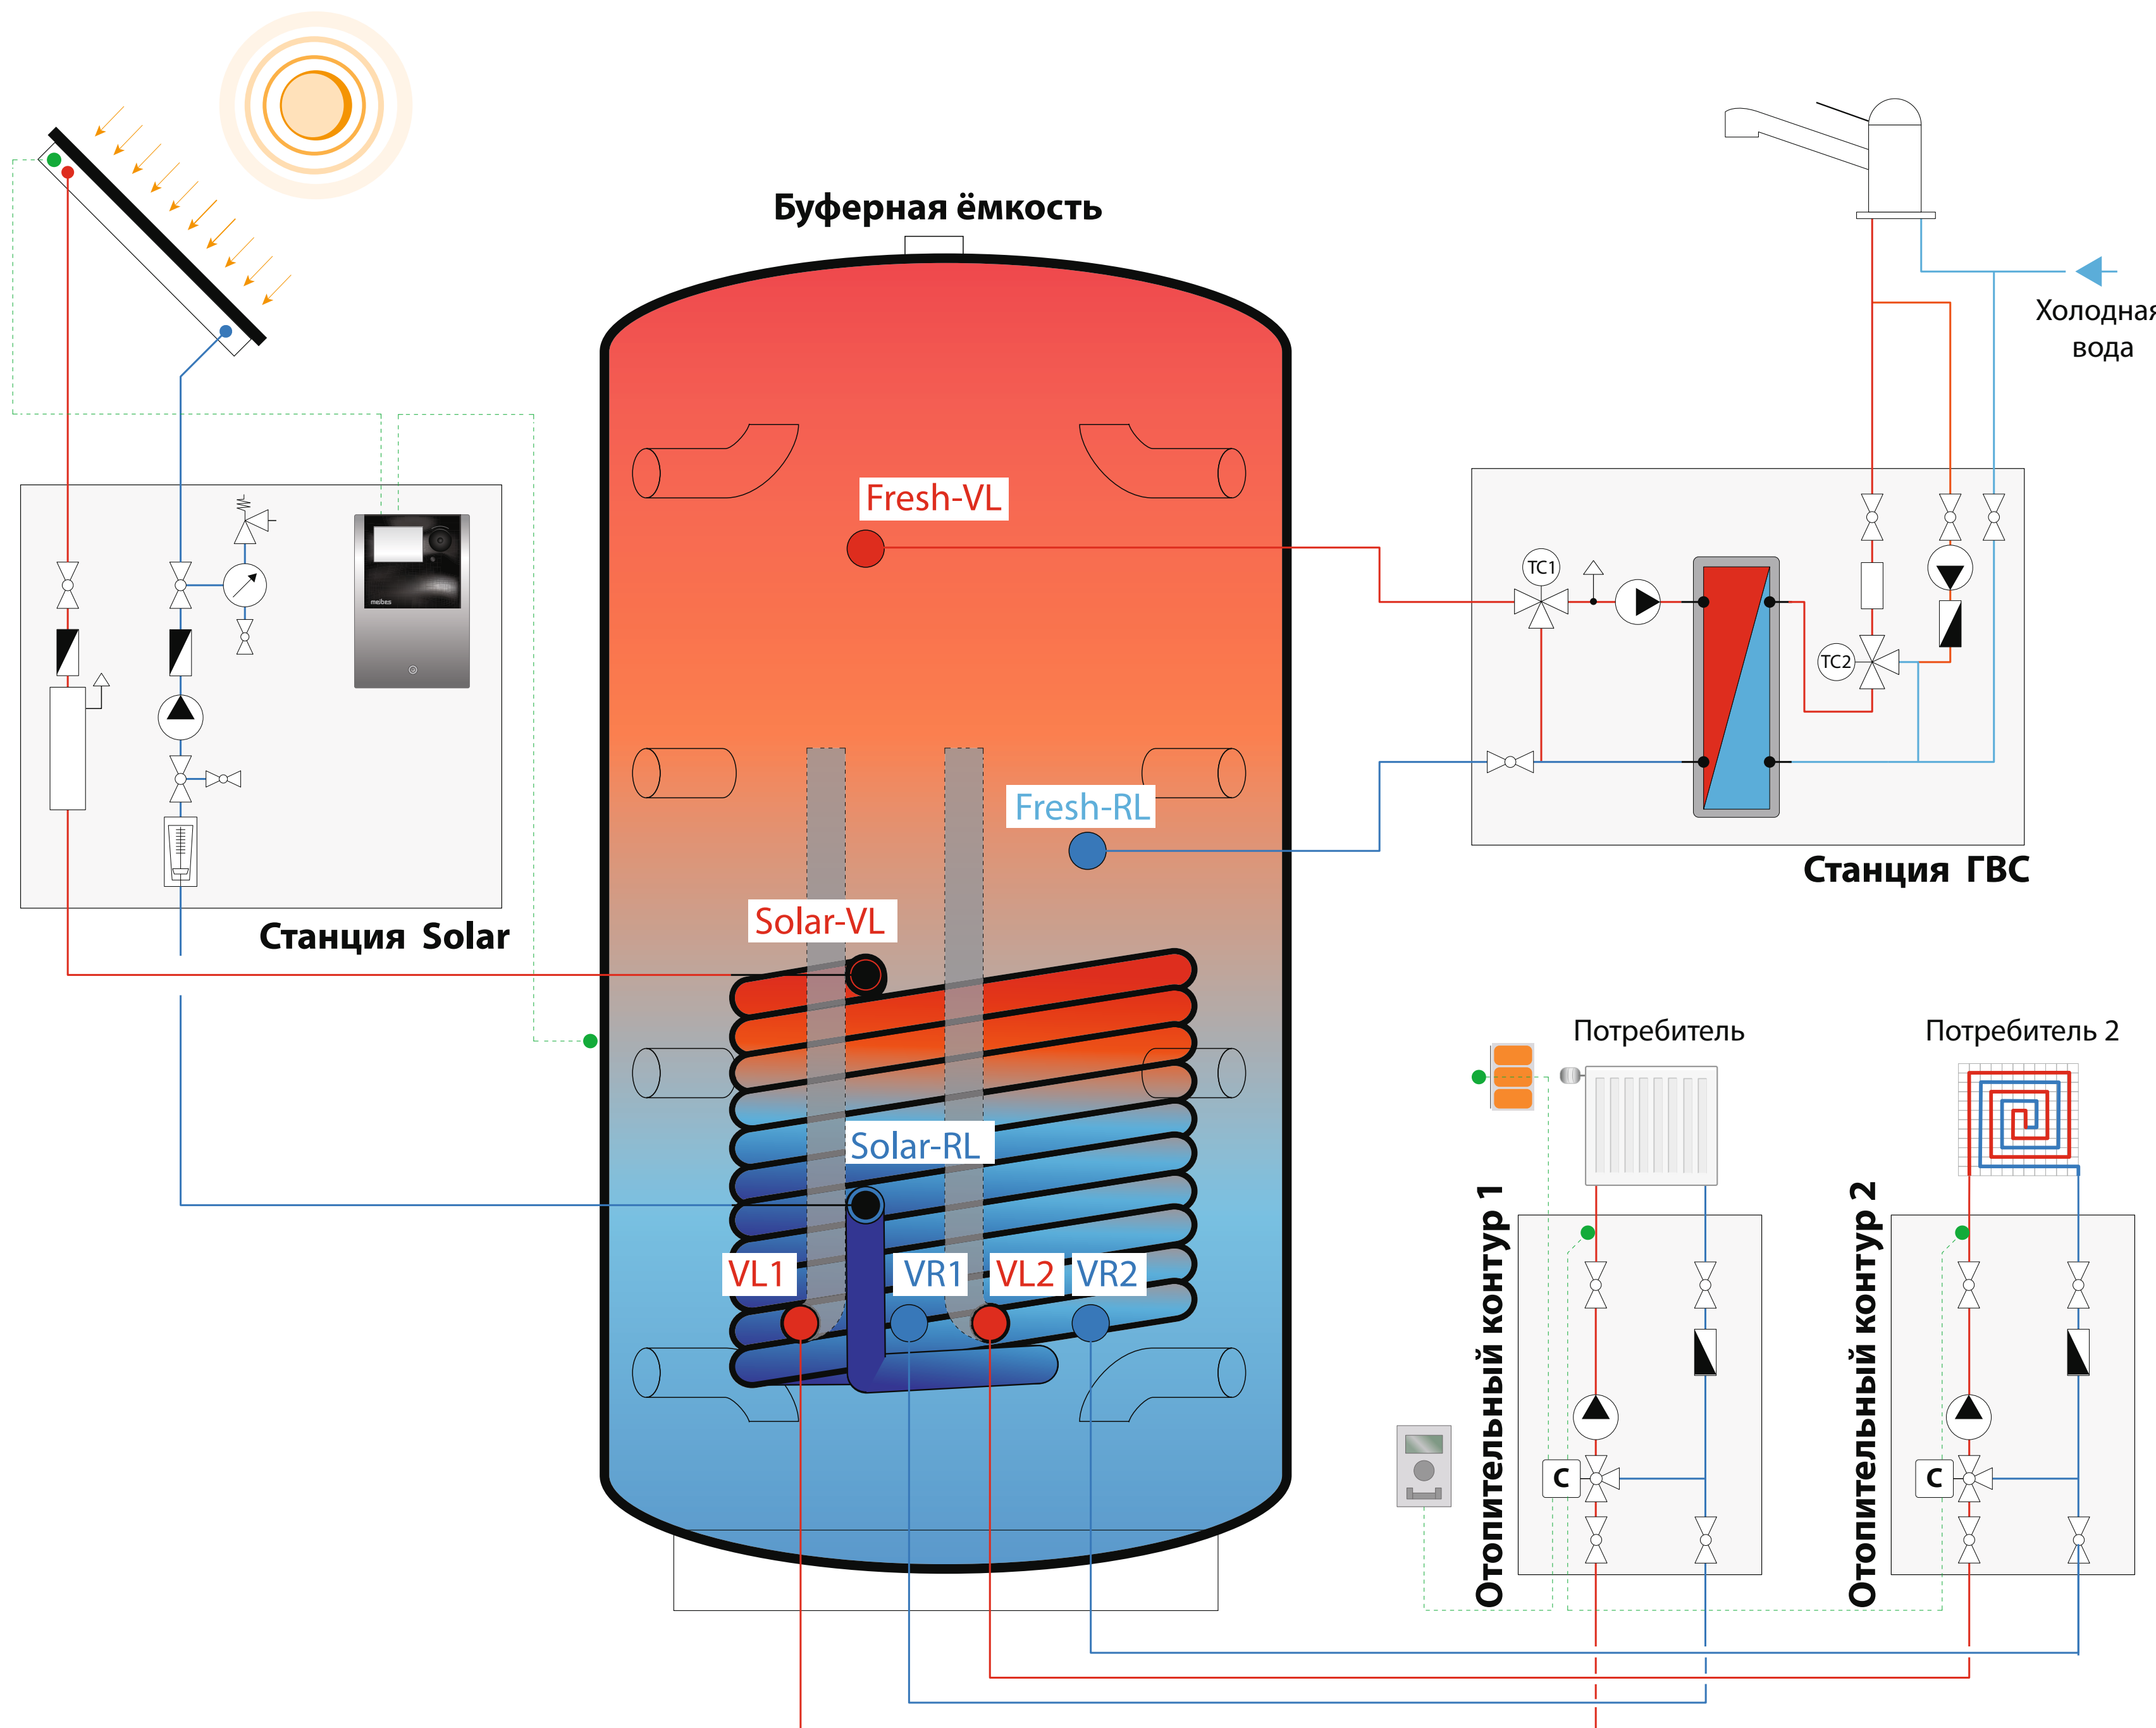 Буферная ёмкость
Холодная
вода
Fresh-VL
TC1
meibes
TC2
Fresh-RL
Станция ГВС
Solar-VL
Станция Solar
Потребитель
Потребитель 2
Solar-RL
Отопительный контур 1
Отопительный контур 2
VL1
VR1
VL2
VR2
C
C